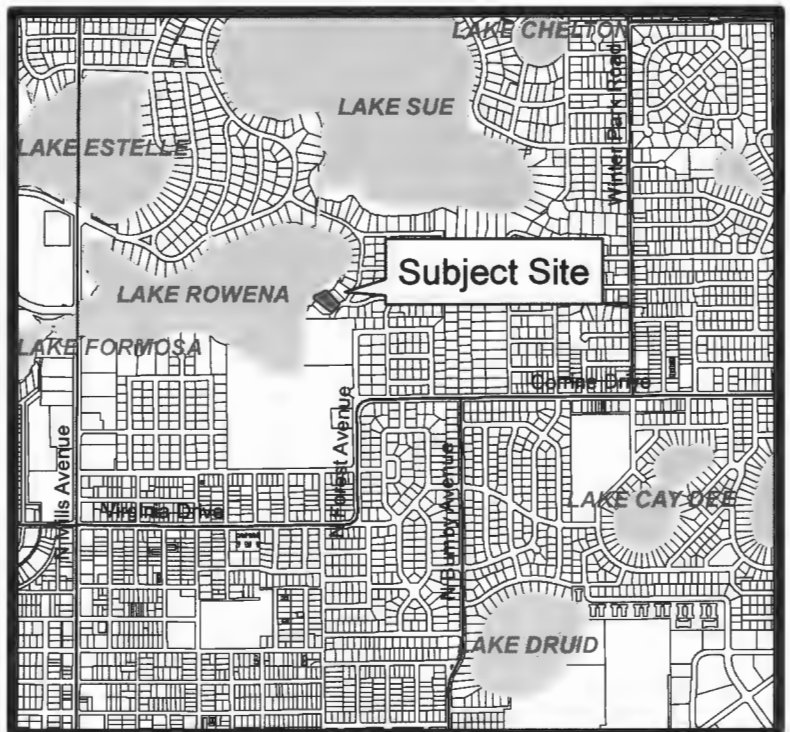 LAKE CHELTON
LAKE SUE
Winter Park Road
LAKE ESTELLE
Subject Site
LAKE ROWENA
LAKE FORMOSA
Corrine Drive
N Mills Avenue
N Forest Avenue
N Bumby Avenue
LAKE CAY DEE
Virginia Drive
LAKE DRUID